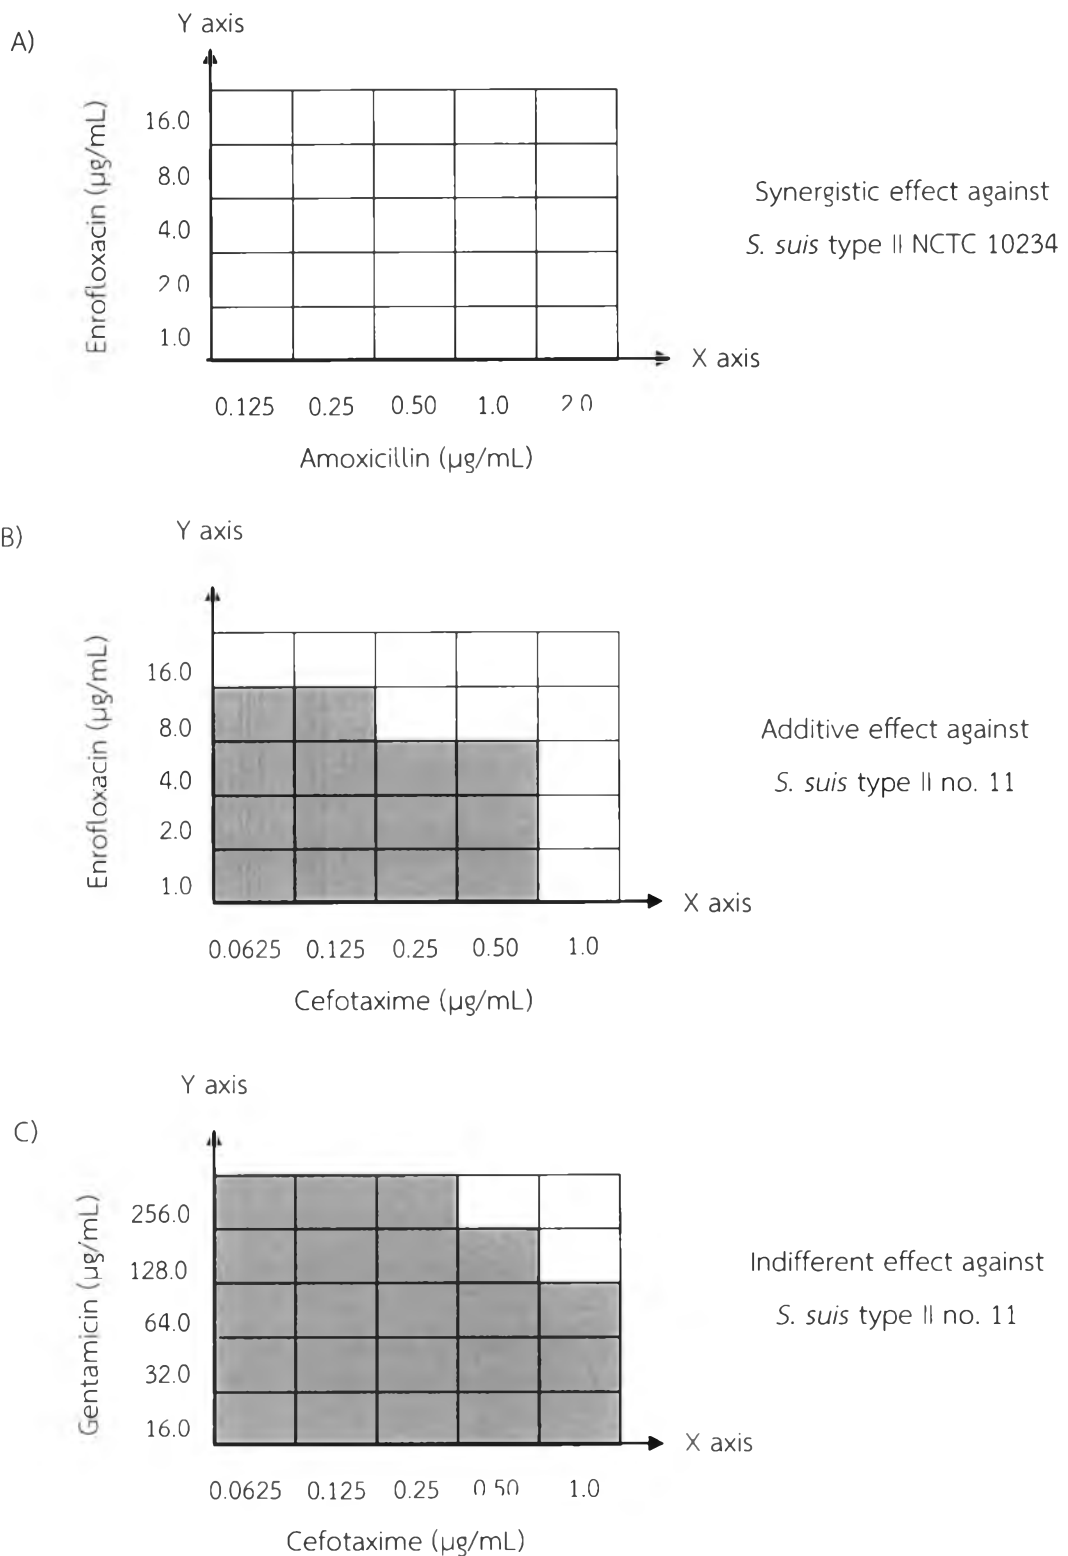 A)
Y axis
Enrofloxacin (µg/mL)
16.0
8.0
4.0
2 0
1.0
X axis
0.125 0.25 0.50 1.0 2 0
Amoxicillin (µg/mL)
Synergistic effect against
S. suis type II NCTC 10234
B)
Y axis
Enrofloxacin (µg/mL)
16.0
8.0
4.0
2.0
1.0
X axis
0.0625 0.125 0.25 0.50 1.0
Cefotaxime (µg/mL)
Additive effect against
S. suis type II no. 11
C)
Y axis
Gentamicin (µg/mL)
256.0
128.0
64.0
32.0
16.0
X axis
0.0625 0.125 0.25 0 50 1.0
Cefotaxime (µg/mL)
Indifferent effect against
S. suis type II no. 11